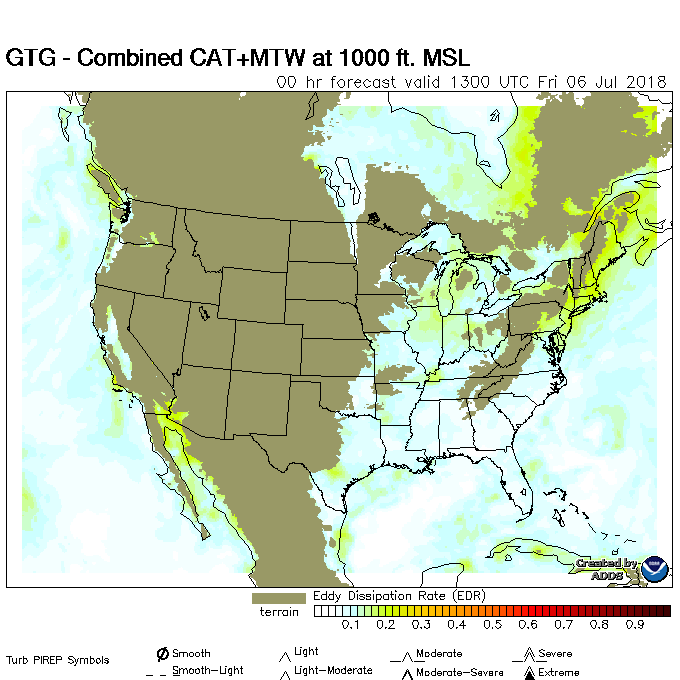 GTG - Combined CAT+MTW at 1000 ft. MSL
00 hr forecast valid 1300 UTC Fri 06 Jul 2018
Created by
ADDS
NOAA
Eddy Dissipation Rate (EDR)
terrain
0.1 0.2 0.3 0.4 0.5 0.6 0.7 0.8 0.9
Turb PIREP Symbols
Smooth
Light
Moderate
Severe
Smooth-Light
Light-Moderate
Moderate-Severe
Extreme